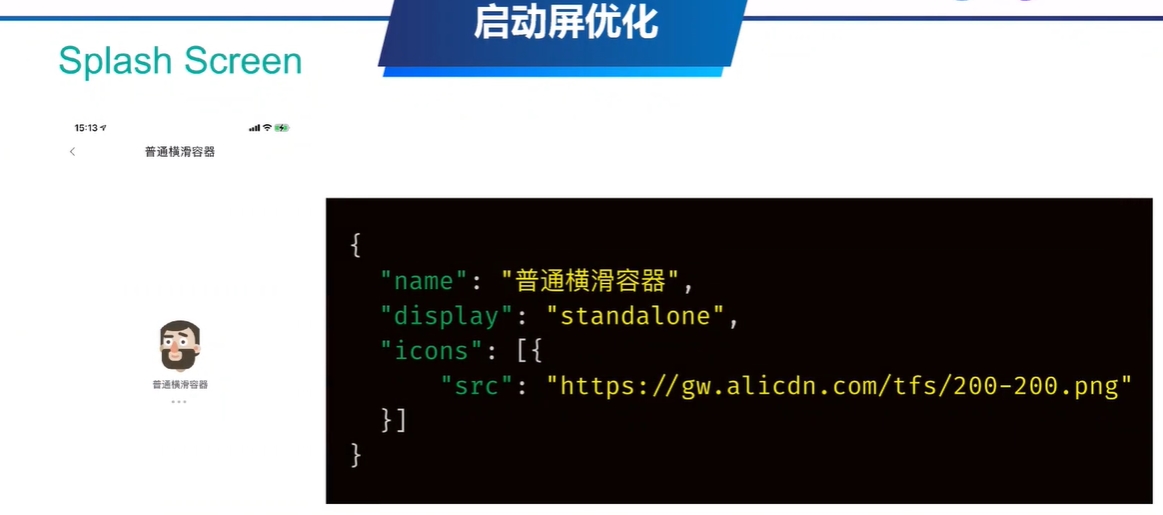 启动屏优化
Splash Screen
15:13
普通横滑容器
普通横滑容器
{
"name": "普通横滑容器",
"display": "standalone",
"icons": [{
"src": "https://gw.alicdn.com/tfs/200-200.png"
}]
}